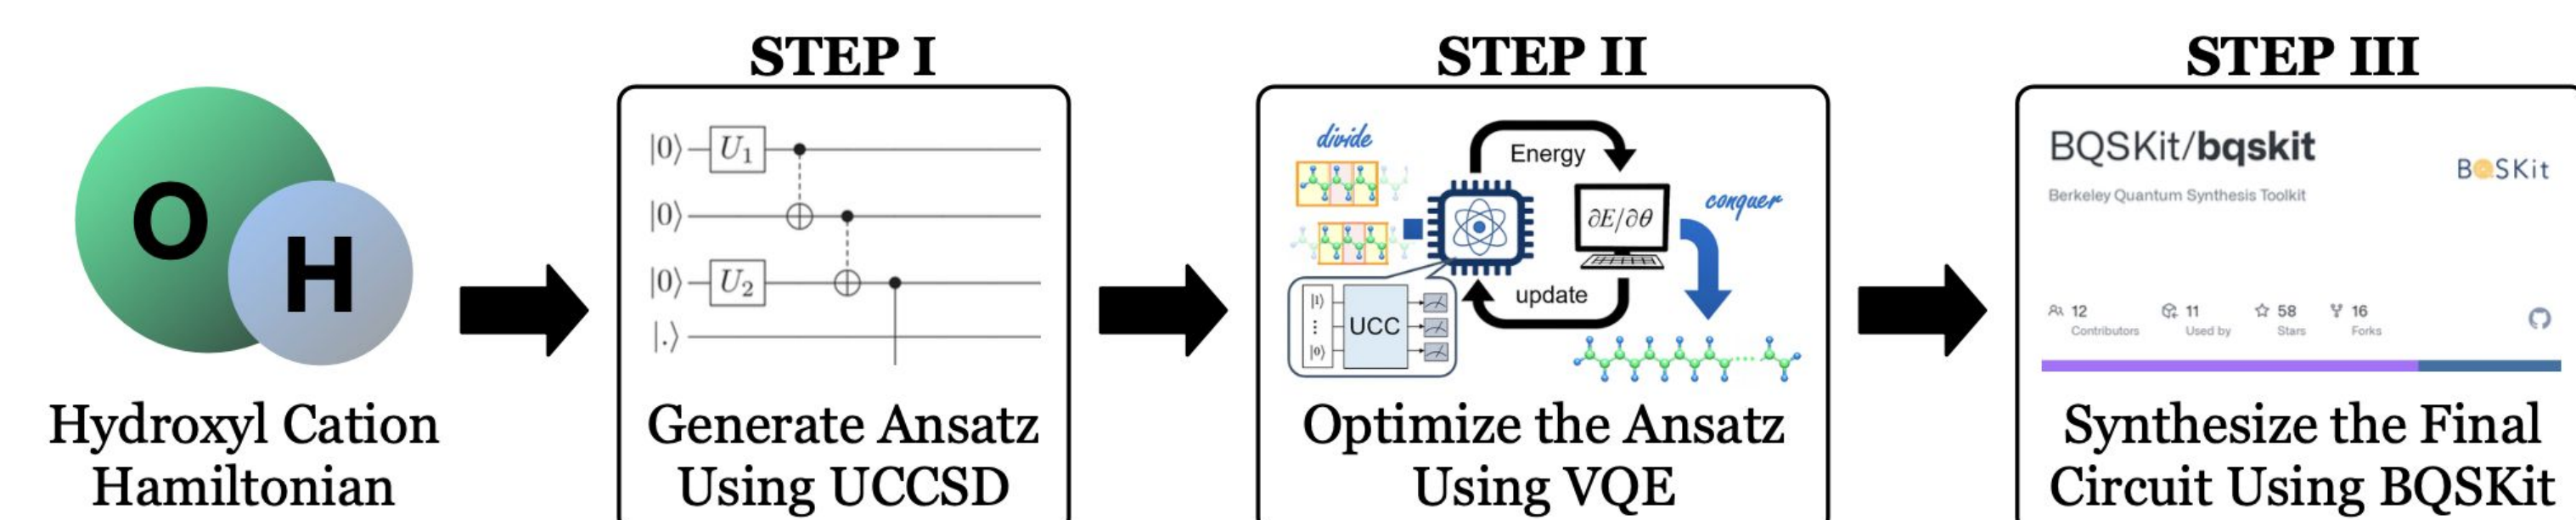 O
H
Hydroxyl Cation
Hamiltonian
STEP I
|0⟩ U₁
|0⟩
|0⟩ U₂
|.⟩
Generate Ansatz
Using UCCSD
STEP II
divide
Energy
∂E/∂θ
conquer
update
|1⟩
⋮
|0⟩
UCC
Optimize the Ansatz
Using VQE
STEP III
BQSKit/bqskit
BQSKit
Berkeley Quantum Synthesis Toolkit
12 11 58 16
Contributors Used by Stars Forks
Synthesize the Final
Circuit Using BQSKit